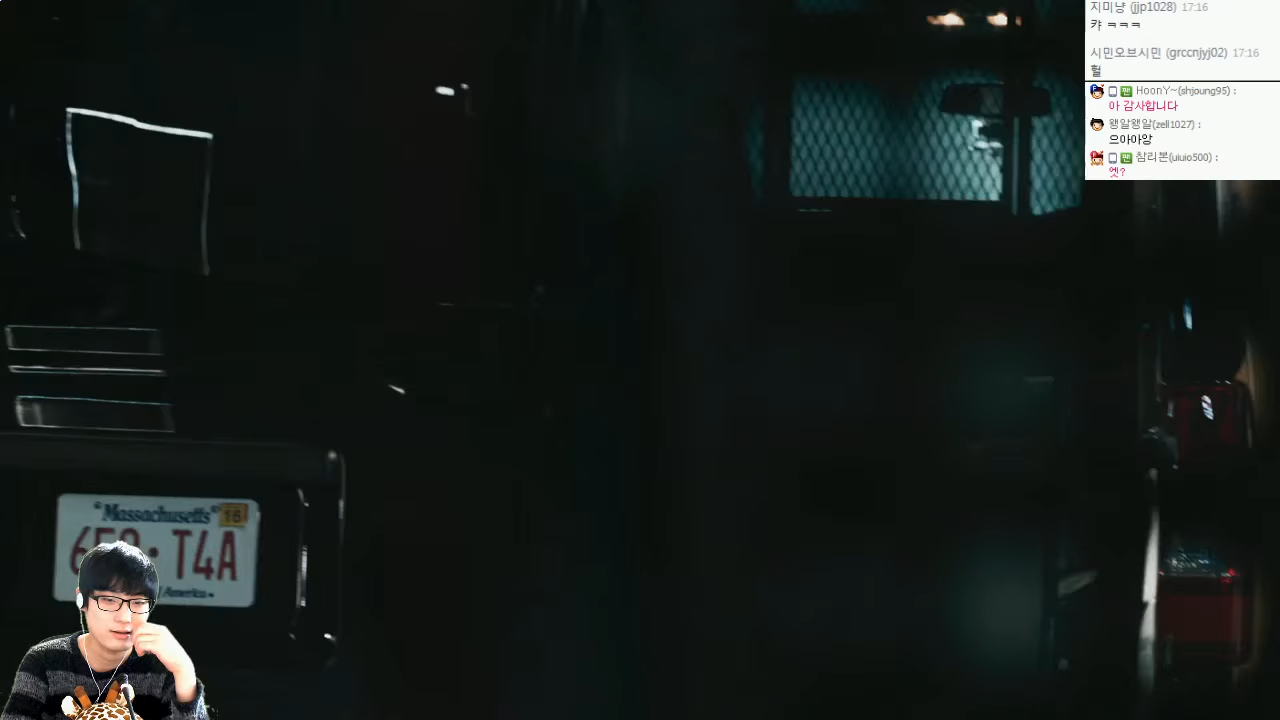 지미냥 (jjp1028) 17:16
캬 ㅋㅋㅋ
시민오브시민 (grccnjyj02) 17:16
헐
팬 HoonY~(shjoung95) :
아 감사합니다
왱알왱알(zell1027) :
으아아앙
팬 참리본(uiuio500) :
엣?
Massachusetts
16
T4A
America